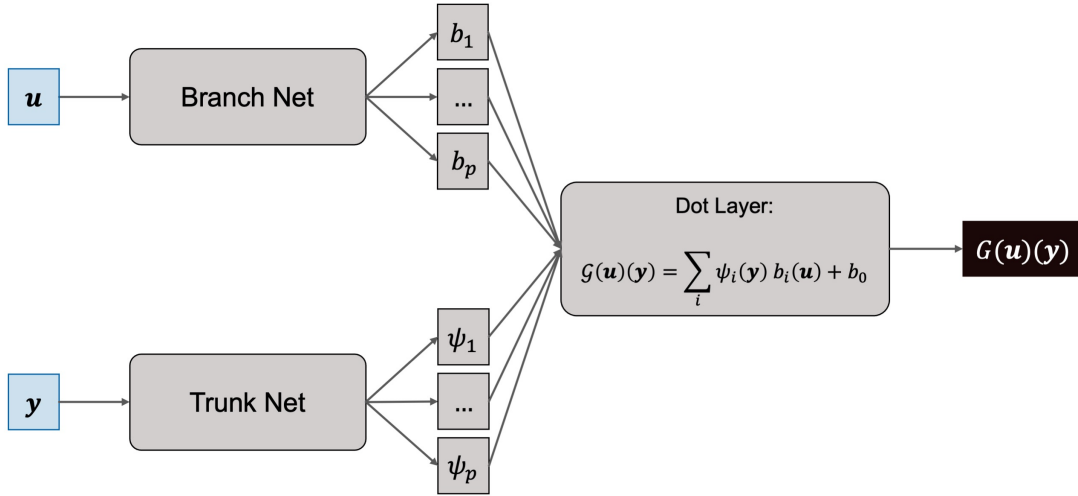 u
Branch Net
b₁
...
bₚ
Dot Layer:
𝒢(u)(y) = ∑ᵢ ψᵢ(y) bᵢ(u) + b₀
G(u)(y)
y
Trunk Net
ψ₁
...
ψₚ